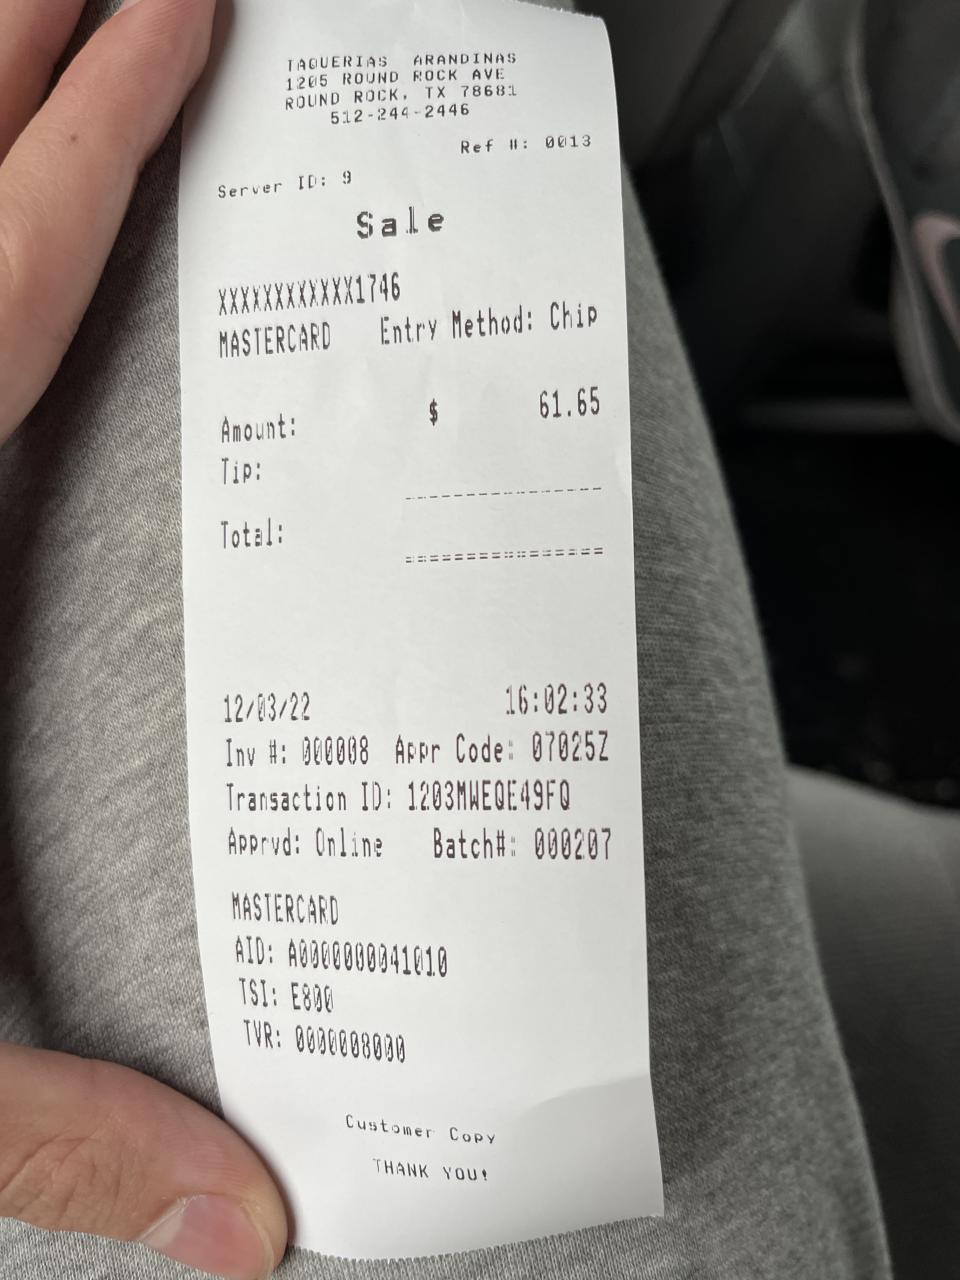 TAQUERIAS ARANDINAS
1205 ROUND ROCK AVE
ROUND ROCK, TX 78681
512-244-2446
Ref #: 0013
Server ID: 9
Sale
XXXXXXXXXXXX1746
MASTERCARD Entry Method: Chip
Amount: $ 61.65
Tip:
Total:
12/03/22 16:02:33
Inv #: 000008 Appr Code: 07025Z
Transaction ID: 1203MWEQE49FQ
Apprvd: Online Batch#: 000207
MASTERCARD
AID: A0000000041010
TSI: E800
TVR: 0000008000
Customer Copy
THANK YOU!